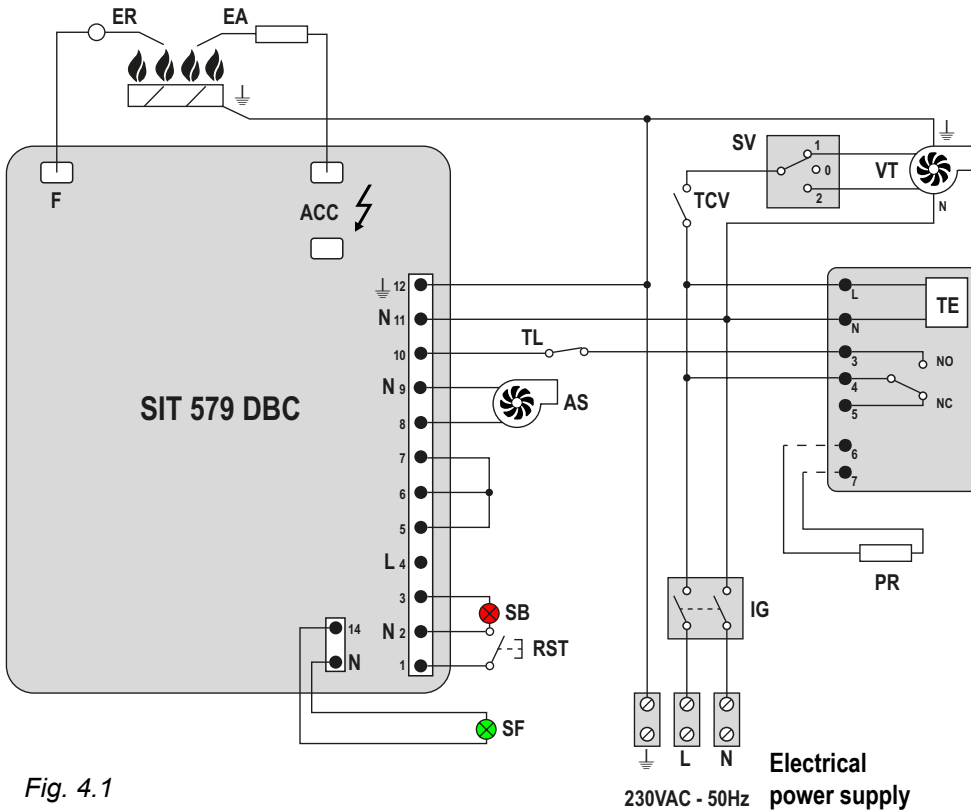 ER
EA
SV
1
0
2
VT
N
TCV
F
ACC
12
N 11
10
N 9
8
7
6
5
L 4
3
N 2
1
14
N
TL
AS
SIT 579 DBC
L
N
3
4
5
6
7
TE
NO
NC
PR
IG
SB
RST
SF
L
N
Electrical
power supply
230VAC - 50Hz
Fig. 4.1